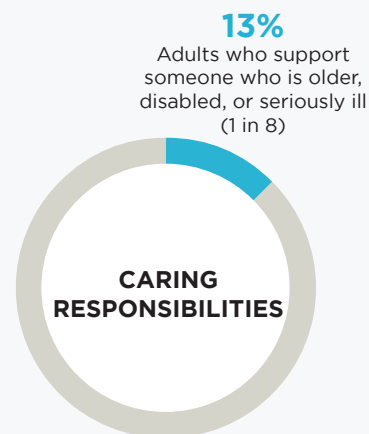 13%
Adults who support
someone who is older,
disabled, or seriously ill
(1 in 8)
CARING
RESPONSIBILITIES